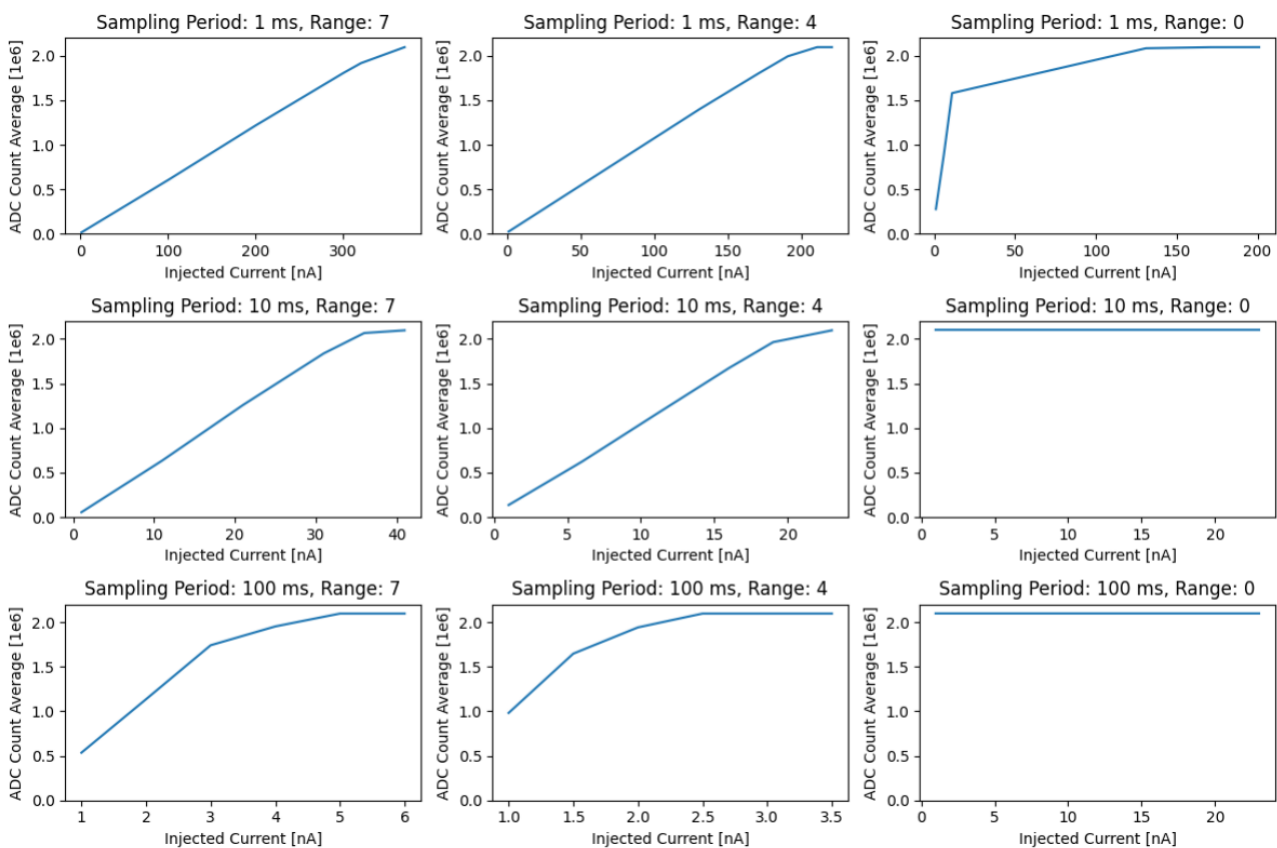 Sampling Period: 1 ms, Range: 7
ADC Count Average [1e6]
2.0
1.5
1.0
0.5
0.0
0 100 200 300
Injected Current [nA]
Sampling Period: 1 ms, Range: 4
ADC Count Average [1e6]
2.0
1.5
1.0
0.5
0.0
0 50 100 150 200
Injected Current [nA]
Sampling Period: 1 ms, Range: 0
ADC Count Average [1e6]
2.0
1.5
1.0
0.5
0.0
0 50 100 150 200
Injected Current [nA]
Sampling Period: 10 ms, Range: 7
ADC Count Average [1e6]
2.0
1.5
1.0
0.5
0.0
0 10 20 30 40
Injected Current [nA]
Sampling Period: 10 ms, Range: 4
ADC Count Average [1e6]
2.0
1.5
1.0
0.5
0.0
0 5 10 15 20
Injected Current [nA]
Sampling Period: 10 ms, Range: 0
ADC Count Average [1e6]
2.0
1.5
1.0
0.5
0.0
0 5 10 15 20
Injected Current [nA]
Sampling Period: 100 ms, Range: 7
ADC Count Average [1e6]
2.0
1.5
1.0
0.5
0.0
1 2 3 4 5 6
Injected Current [nA]
Sampling Period: 100 ms, Range: 4
ADC Count Average [1e6]
2.0
1.5
1.0
0.5
0.0
1.0 1.5 2.0 2.5 3.0 3.5
Injected Current [nA]
Sampling Period: 100 ms, Range: 0
ADC Count Average [1e6]
2.0
1.5
1.0
0.5
0.0
0 5 10 15 20
Injected Current [nA]